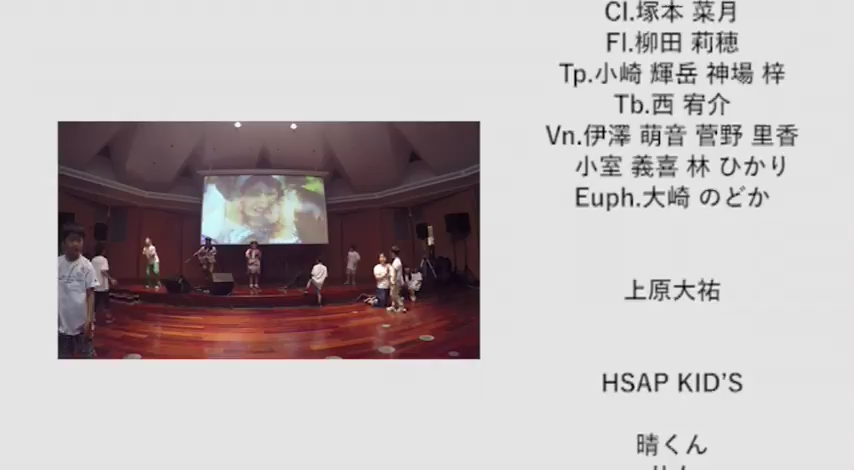 Cl.塚本 菜月
Fl.柳田 莉穂
Tp.小崎 輝岳 神場 梓
Tb.西 宥介
Vn.伊澤 萌音 菅野 里香
小室 義喜 林 ひかり
Euph.大崎 のどか
上原大祐
HSAP KID’S
晴くん